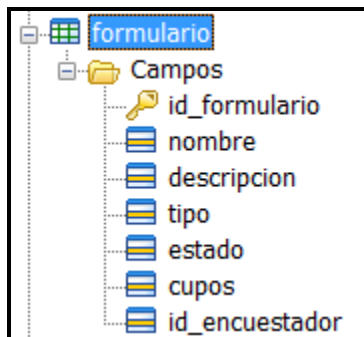 formulario
Campos
id_formulario
nombre
descripcion
tipo
estado
cupos
id_encuestador